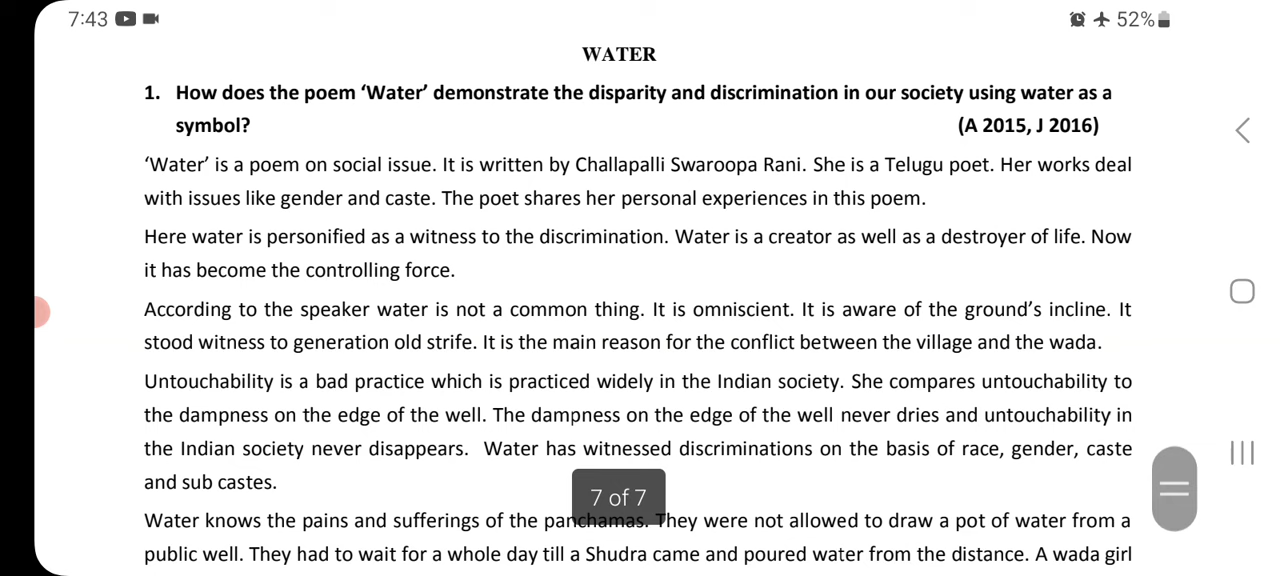 7:43
52%
WATER
1. How does the poem ‘Water’ demonstrate the disparity and discrimination in our society using water as a
symbol? (A 2015, J 2016)
‘Water’ is a poem on social issue. It is written by Challapalli Swaroopa Rani. She is a Telugu poet. Her works deal
with issues like gender and caste. The poet shares her personal experiences in this poem.
Here water is personified as a witness to the discrimination. Water is a creator as well as a destroyer of life. Now
it has become the controlling force.
According to the speaker water is not a common thing. It is omniscient. It is aware of the ground’s incline. It
stood witness to generation old strife. It is the main reason for the conflict between the village and the wada.
Untouchability is a bad practice which is practiced widely in the Indian society. She compares untouchability to
the dampness on the edge of the well. The dampness on the edge of the well never dries and untouchability in
the Indian society never disappears. Water has witnessed discriminations on the basis of race, gender, caste
and sub castes.
7 of 7
Water knows the pains and sufferings of the panchamas. They were not allowed to draw a pot of water from a
public well. They had to wait for a whole day till a Shudra came and poured water from the distance. A wada girl